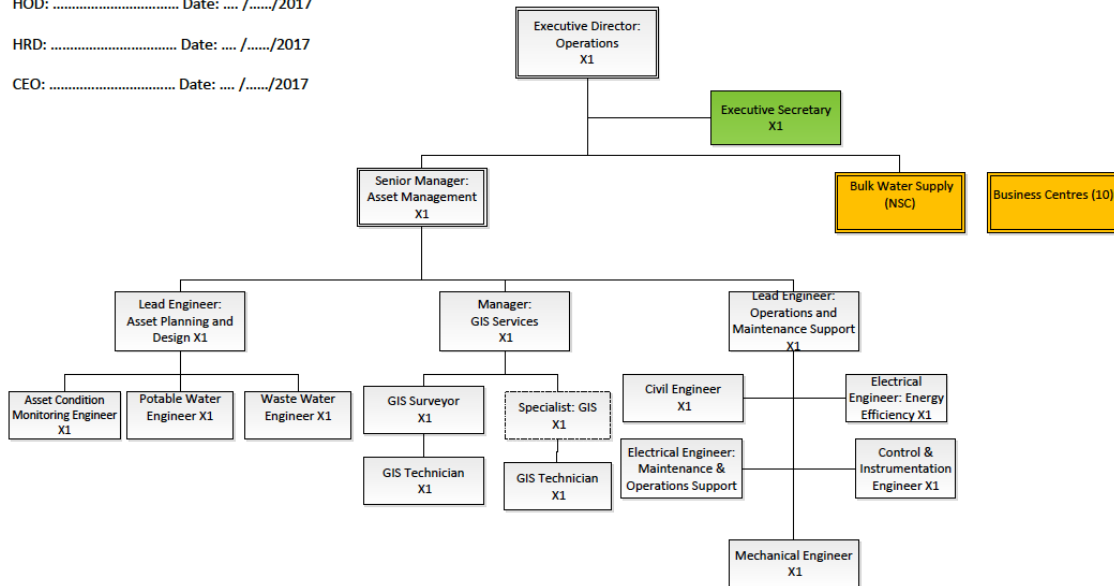 HOD: ................................ Date: .... /....../2017
HRD: ................................ Date: .... /....../2017
CEO: ................................ Date: .... /....../2017
Executive Director:
Operations
X1
Executive Secretary
X1
Senior Manager:
Asset Management
X1
Bulk Water Supply
(NSC)
Business Centres (10)
Lead Engineer:
Asset Planning and
Design X1
Manager:
GIS Services
X1
Lead Engineer:
Operations and
Maintenance Support
X1
Asset Condition
Monitoring Engineer
X1
Potable Water
Engineer X1
Waste Water
Engineer X1
GIS Surveyor
X1
Specialist: GIS
X1
Civil Engineer
X1
Electrical
Engineer: Energy
Efficiency X1
GIS Technician
X1
GIS Technician
X1
Electrical Engineer:
Maintenance &
Operations Support
Control &
Instrumentation
Engineer X1
Mechanical Engineer
X1